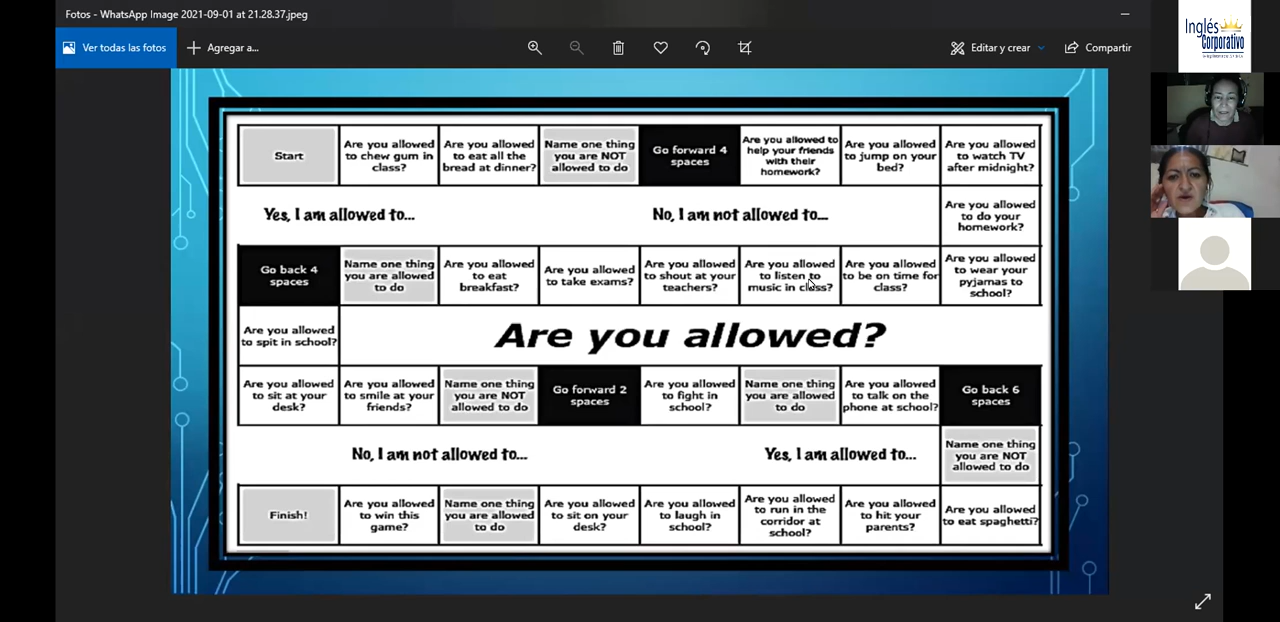 Fotos - WhatsApp Image 2021-09-01 at 21.28.37.jpeg
Ver todas las fotos
Agregar a...
Editar y crear
Compartir
Inglés
Corporativo
Start
Are you allowed
to chew gum in
class?
Are you allowed
to eat all the
bread at dinner?
Name one thing
you are NOT
allowed to do
Go forward 4
spaces
Are you allowed to
help your friends
with their
homework?
Are you allowed
to jump on your
bed?
Are you allowed
to watch TV
after midnight?
Yes, I am allowed to...
No, I am not allowed to...
Are you allowed
to do your
homework?
Go back 4
spaces
Name one thing
you are allowed
to do
Are you allowed
to eat
breakfast?
Are you allowed
to take exams?
Are you allowed
to shout at your
teachers?
Are you allowed
to listen to
music in class?
Are you allowed
to be on time for
class?
Are you allowed
to wear your
pyjamas to
school?
Are you allowed
to spit in school?
Are you allowed?
Are you allowed
to sit at your
desk?
Are you allowed
to smile at your
friends?
Name one thing
you are NOT
allowed to do
Go forward 2
spaces
Are you allowed
to fight in
school?
Name one thing
you are allowed
to do
Are you allowed
to talk on the
phone at school?
Go back 6
spaces
No, I am not allowed to...
Yes, I am allowed to...
Name one thing
you are NOT
allowed to do
Finish!
Are you allowed
to win this
game?
Name one thing
you are allowed
to do
Are you allowed
to sit on your
desk?
Are you allowed
to laugh in
school?
Are you allowed
to run in the
corridor at
school?
Are you allowed
to hit your
parents?
Are you allowed
to eat spaghetti?